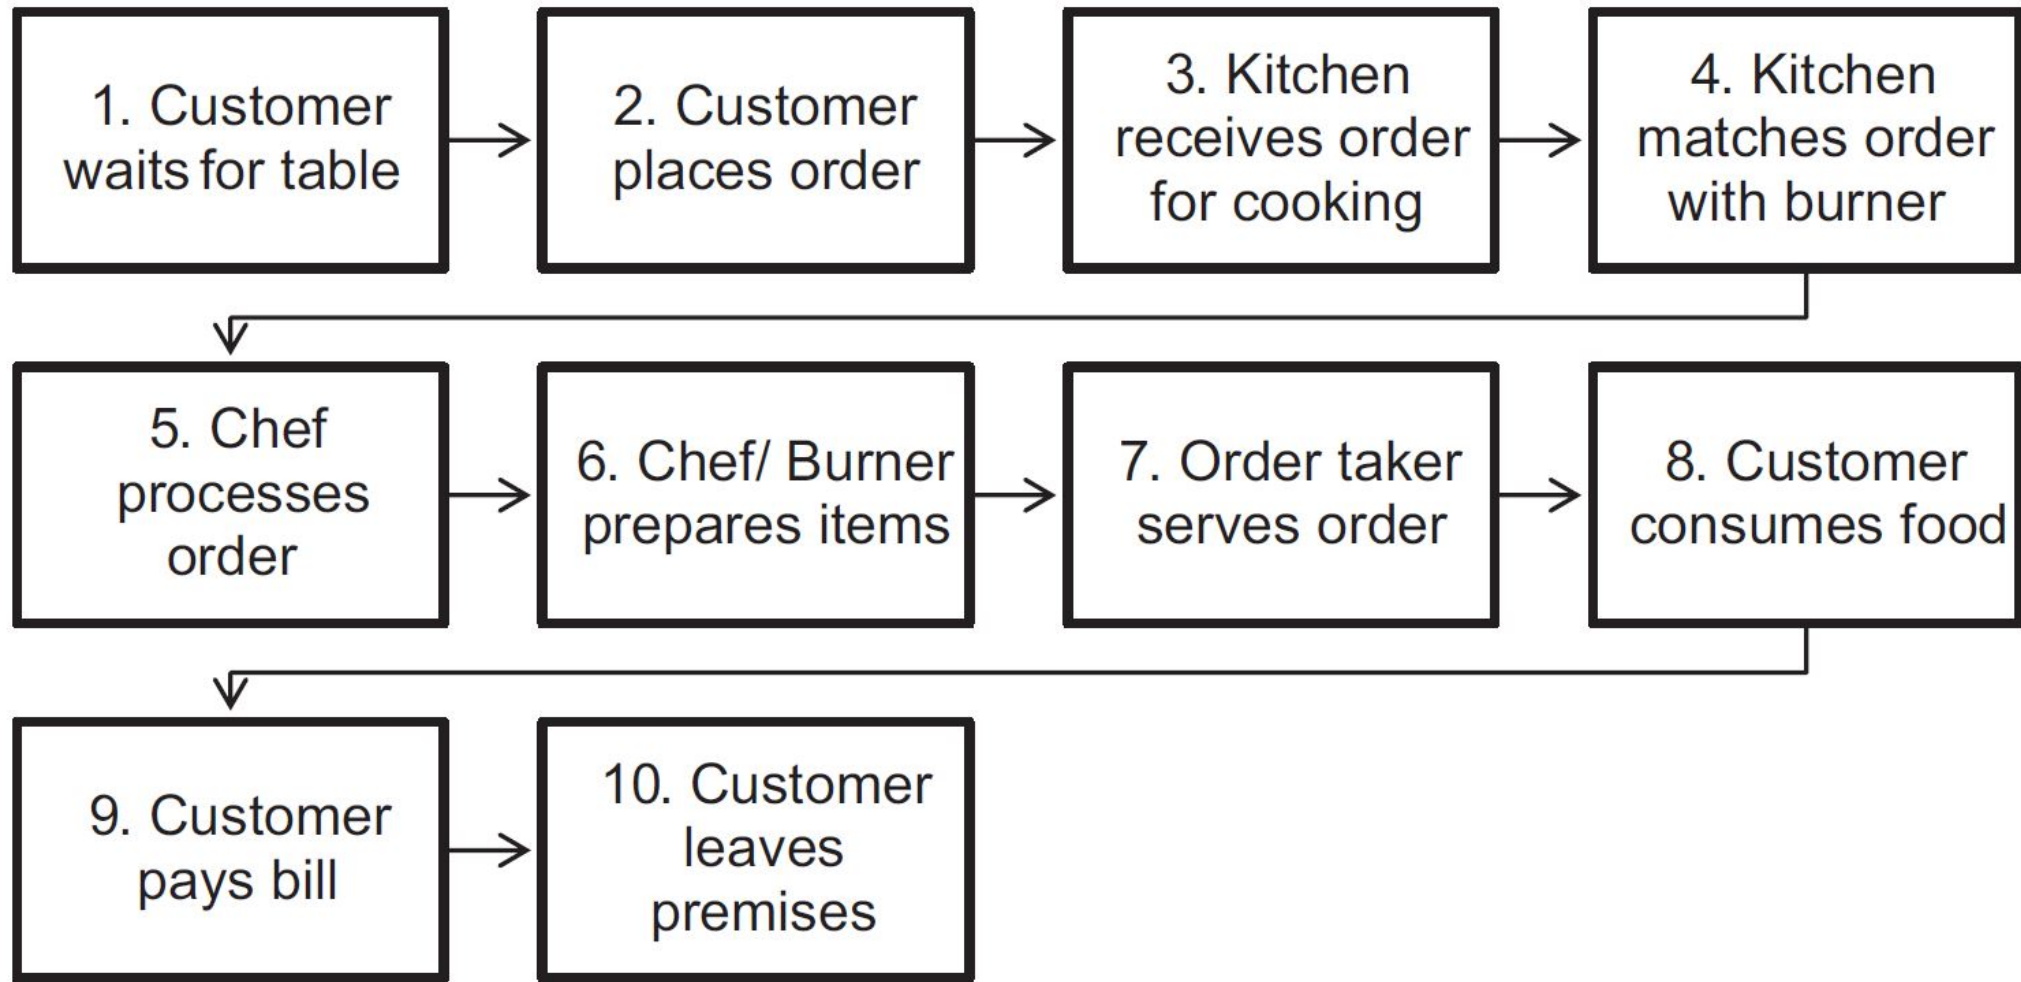 1. Customer
waits for table
2. Customer
places order
3. Kitchen
receives order
for cooking
4. Kitchen
matches order
with burner
5. Chef
processes
order
6. Chef/ Burner
prepares items
7. Order taker
serves order
8. Customer
consumes food
9. Customer
pays bill
10. Customer
leaves
premises